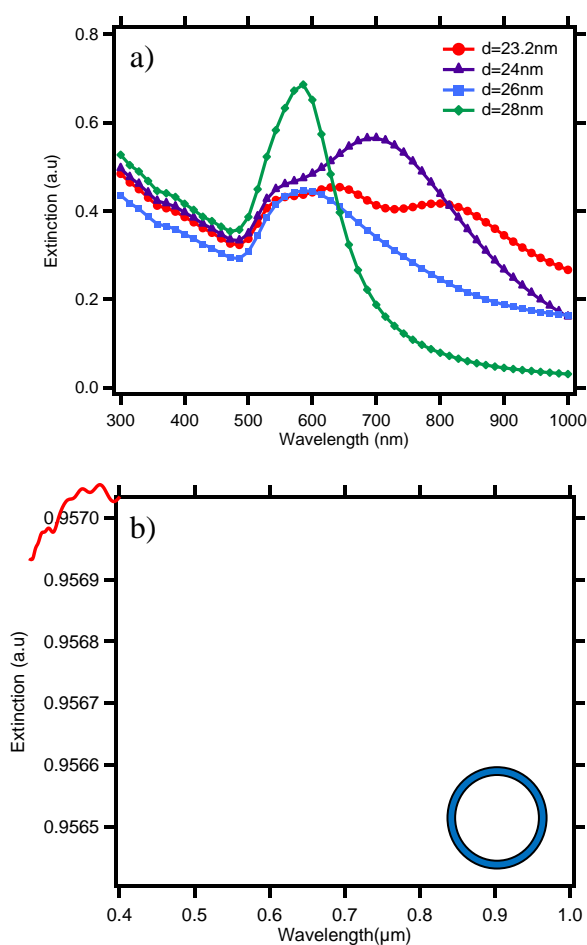 a)
d=23.2nm
d=24nm
d=26nm
d=28nm
0.8
0.6
0.4
0.2
0.0
Extinction (a.u)
300 400 500 600 700 800 900 1000
Wavelength (nm)
b)
0.9570
0.9569
0.9568
0.9567
0.9566
0.9565
Extinction (a.u)
0.4 0.5 0.6 0.7 0.8 0.9 1.0
Wavelength(µm)